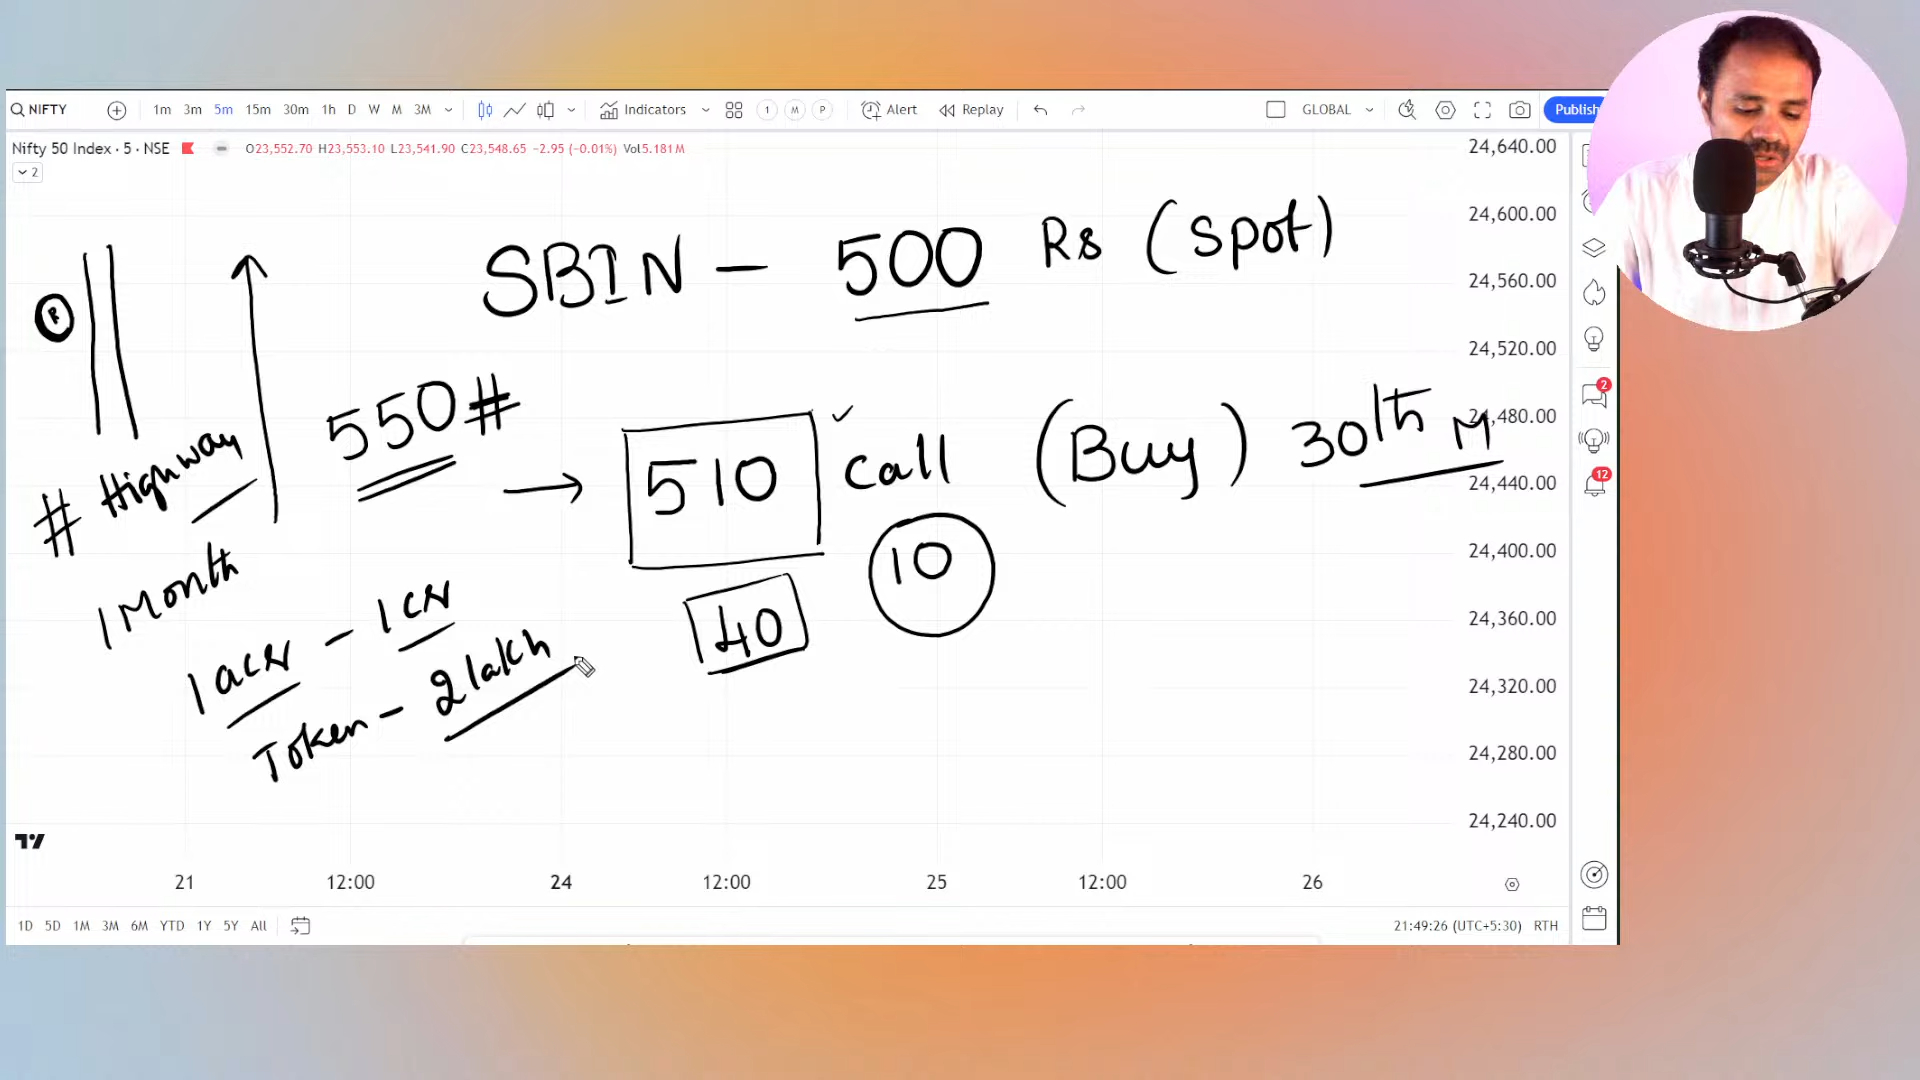 NIFTY 1m 3m 5m 15m 30m 1h D W M 3M Indicators 1 M P Alert Replay GLOBAL Publish
Nifty 50 Index · 5 · NSE O23,552.70 H23,553.10 L23,541.90 C23,548.65 −2.95 (−0.01%) Vol5.181M
2
24,640.00
24,600.00
24,560.00
24,520.00
24,480.00
24,440.00
24,400.00
24,360.00
24,320.00
24,280.00
24,240.00
SBIN - 500 Rs (Spot)
R
550#
→ 510 Call (Buy) 30th M
# Highway
10
40
1 Month
1 acr - 1 cr
Token - 2 lakh
2
12
21 12:00 24 12:00 25 12:00 26
1D 5D 1M 3M 6M YTD 1Y 5Y All 21:49:26 (UTC+5:30) RTH